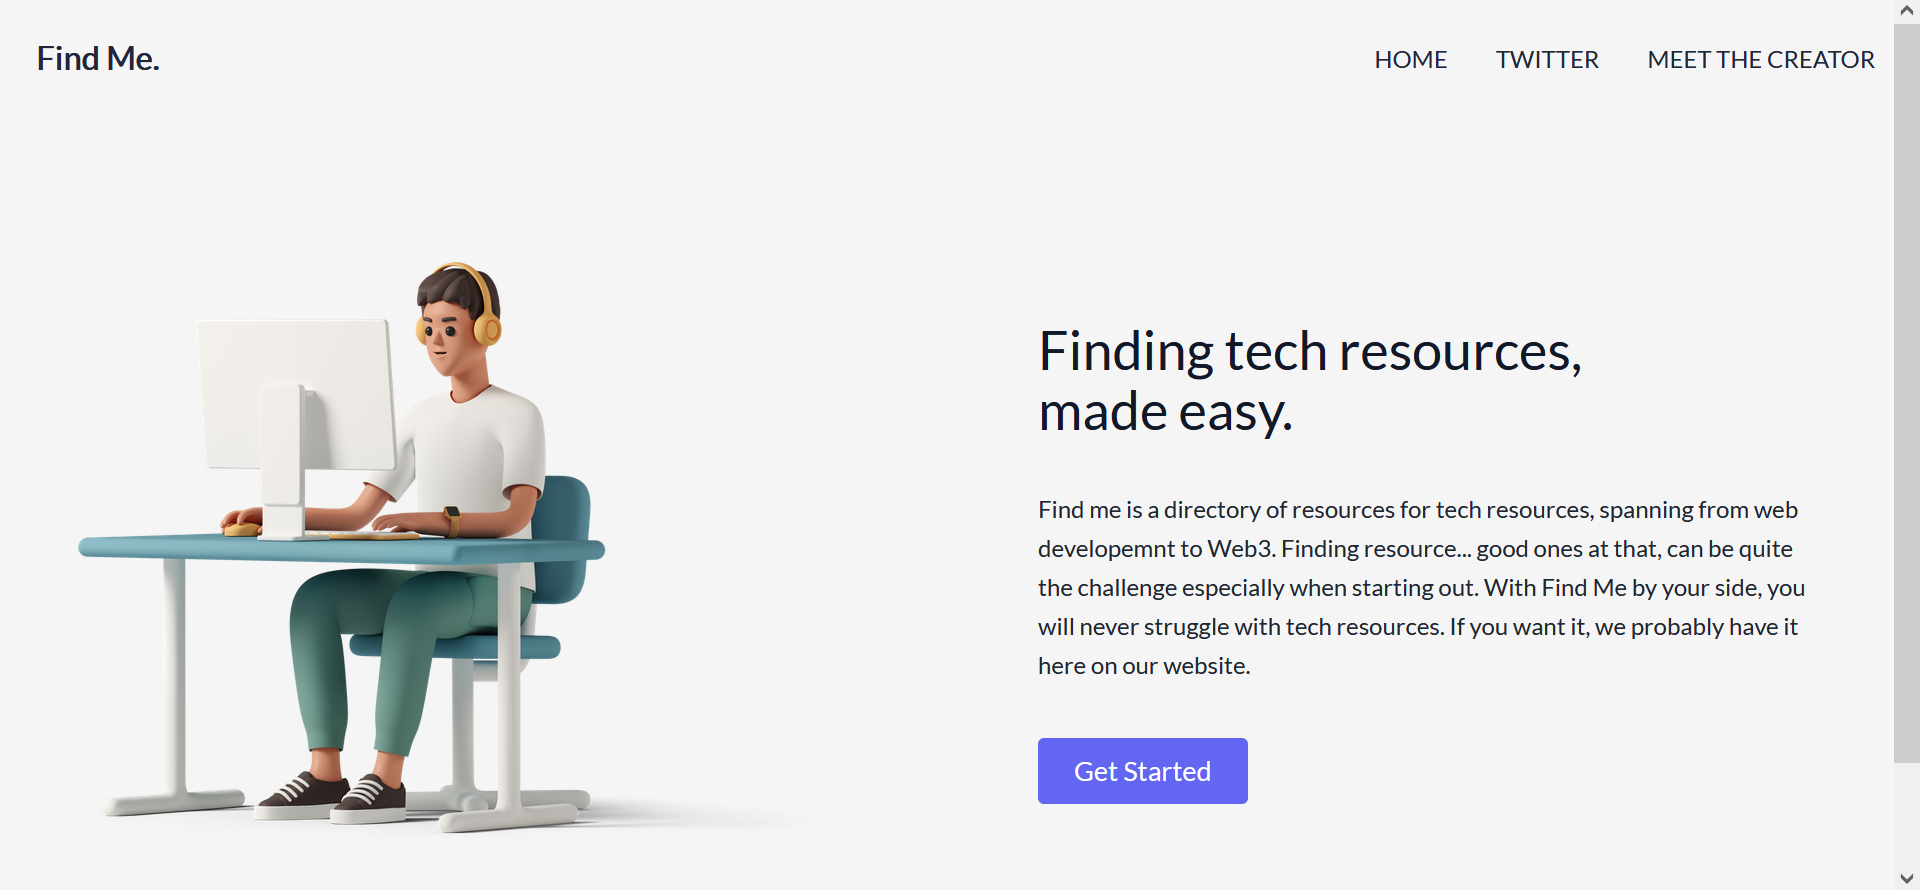 Find Me.
HOME
TWITTER
MEET THE CREATOR
Finding tech resources,
made easy.
Find me is a directory of resources for tech resources, spanning from web
developemnt to Web3. Finding resource... good ones at that, can be quite
the challenge especially when starting out. With Find Me by your side, you
will never struggle with tech resources. If you want it, we probably have it
here on our website.
Get Started